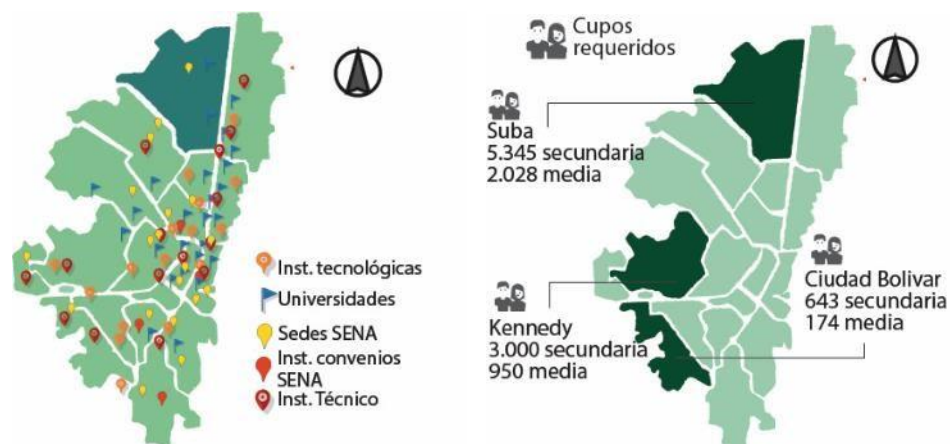 Inst. tecnológicas
Universidades
Sedes SENA
Inst. convenios
SENA
Inst. Técnico
Cupos
requeridos
Suba
5.345 secundaria
2.028 media
Kennedy
3.000 secundaria
950 media
Ciudad Bolivar
643 secundaria
174 media